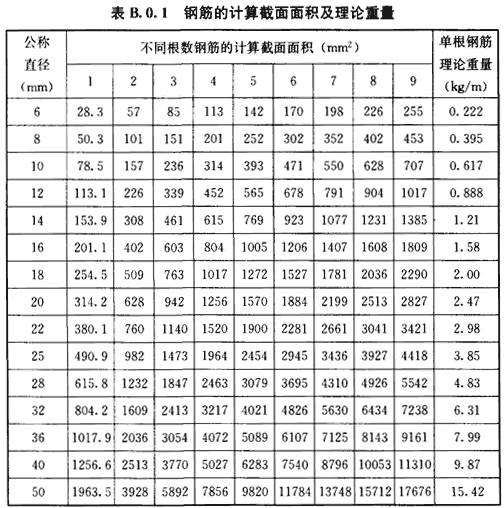 表 B.0.1 钢筋的计算截面面积及理论重量
公称直径(mm) 不同根数钢筋的计算截面面积（mm²） 单根钢筋理论重量(kg/m)
1 2 3 4 5 6 7 8 9
6 28.3 57 85 113 142 170 198 226 255 0.222
8 50.3 101 151 201 252 302 352 402 453 0.395
10 78.5 157 236 314 393 471 550 628 707 0.617
12 113.1 226 339 452 565 678 791 904 1017 0.888
14 153.9 308 461 615 769 923 1077 1231 1385 1.21
16 201.1 402 603 804 1005 1206 1407 1608 1809 1.58
18 254.5 509 763 1017 1272 1527 1781 2036 2290 2.00
20 314.2 628 942 1256 1570 1884 2199 2513 2827 2.47
22 380.1 760 1140 1520 1900 2281 2661 3041 3421 2.98
25 490.9 982 1473 1964 2454 2945 3436 3927 4418 3.85
28 615.8 1232 1847 2463 3079 3695 4310 4926 5542 4.83
32 804.2 1609 2413 3217 4021 4826 5630 6434 7238 6.31
36 1017.9 2036 3054 4072 5089 6107 7125 8143 9161 7.99
40 1256.6 2513 3770 5027 6283 7540 8796 10053 11310 9.87
50 1963.5 3928 5892 7856 9820 11784 13748 15712 17676 15.42